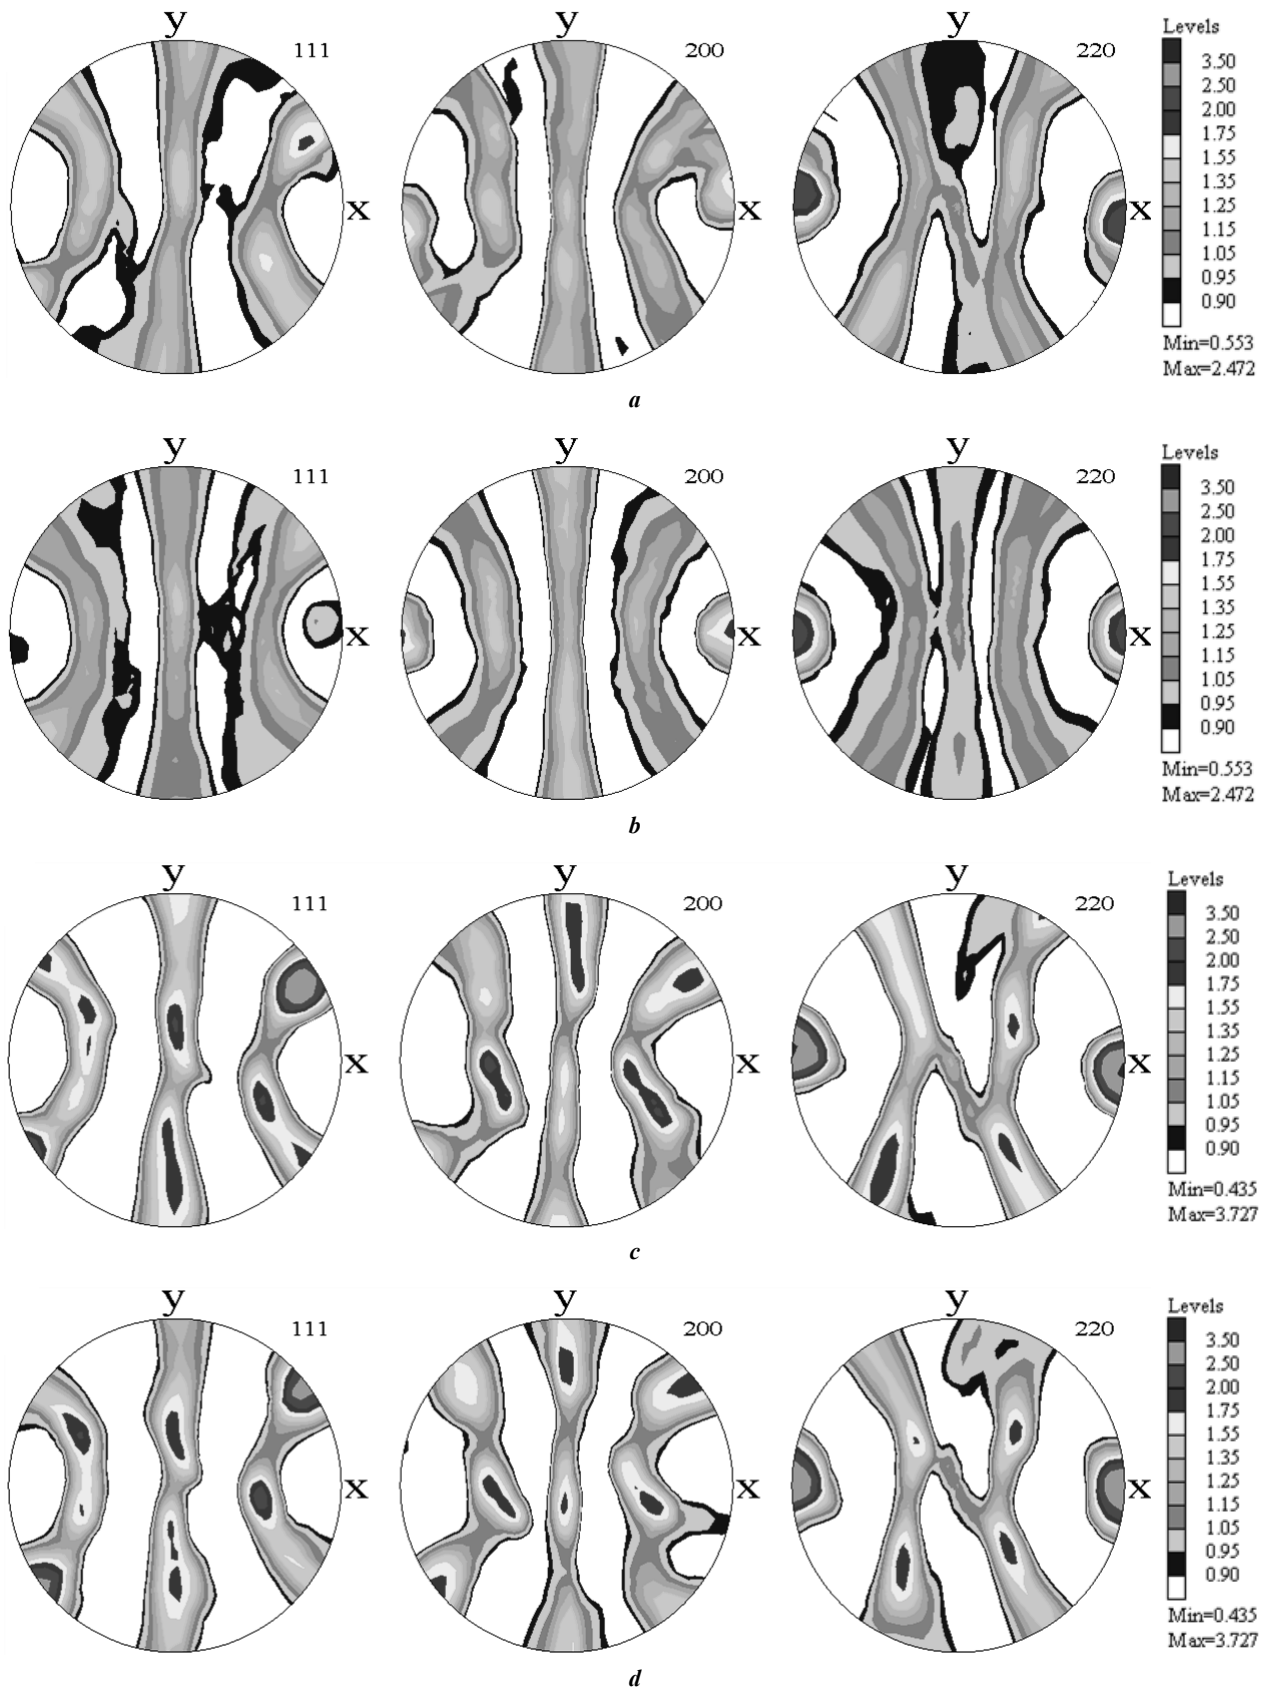 y
111
x
y
200
x
y
220
x
Levels
3.50
2.50
2.00
1.75
1.55
1.35
1.25
1.15
1.05
0.95
0.90
Min=0.553
Max=2.472
a
y
111
x
y
200
x
y
220
x
Levels
3.50
2.50
2.00
1.75
1.55
1.35
1.25
1.15
1.05
0.95
0.90
Min=0.553
Max=2.472
b
y
111
x
y
200
x
y
220
x
Levels
3.50
2.50
2.00
1.75
1.55
1.35
1.25
1.15
1.05
0.95
0.90
Min=0.435
Max=3.727
c
y
111
x
y
200
x
y
220
x
Levels
3.50
2.50
2.00
1.75
1.55
1.35
1.25
1.15
1.05
0.95
0.90
Min=0.435
Max=3.727
d